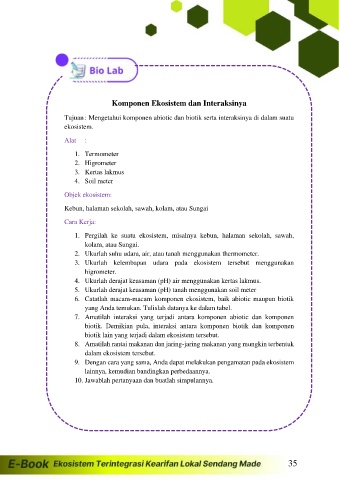 Bio Lab
Komponen Ekosistem dan Interaksinya
Tujuan: Mengetahui komponen abiotic dan biotik serta interaksinya di dalam suatu
ekosistem.
Alat :
1. Termometer
2. Higrometer
3. Kertas lakmus
4. Soil meter
Objek ekosistem:
Kebun, halaman sekolah, sawah, kolam, atau Sungai
Cara Kerja:
1. Pergilah ke suatu ekosistem, misalnya kebun, halaman sekolah, sawah,
kolam, atau Sungai.
2. Ukurlah suhu udara, air, atau tanah menggunakan thermometer.
3. Ukurlah kelembapan udara pada ekosistem tersebut menggunakan
higrometer.
4. Ukurlah derajat keasaman (pH) air menggunakan kertas lakmus.
5. Ukurlah derajat keasaman (pH) tanah menggunakan soil meter
6. Catatlah macam-macam komponen ekosistem, baik abiotic maupun biotik
yang Anda temukan. Tulislah datanya ke dalam tabel.
7. Amatilah interaksi yang terjadi antara komponen abiotic dan komponen
biotik. Demikian pula, interaksi antara komponen biotik dan komponen
biotik lain yang terjadi dalam ekosistem tersebut.
8. Amatilah rantai makanan dan jaring-jaring makanan yang mungkin terbentuk
dalam ekosistem tersebut.
9. Dengan cara yang sama, Anda dapat melakukan pengamatan pada ekosistem
lainnya, kemudian bandingkan perbedaannya.
10. Jawablah pertanyaan dan buatlah simpulannya.
E-Book Ekosistem Terintegrasi Kearifan Lokal Sendang Made 35